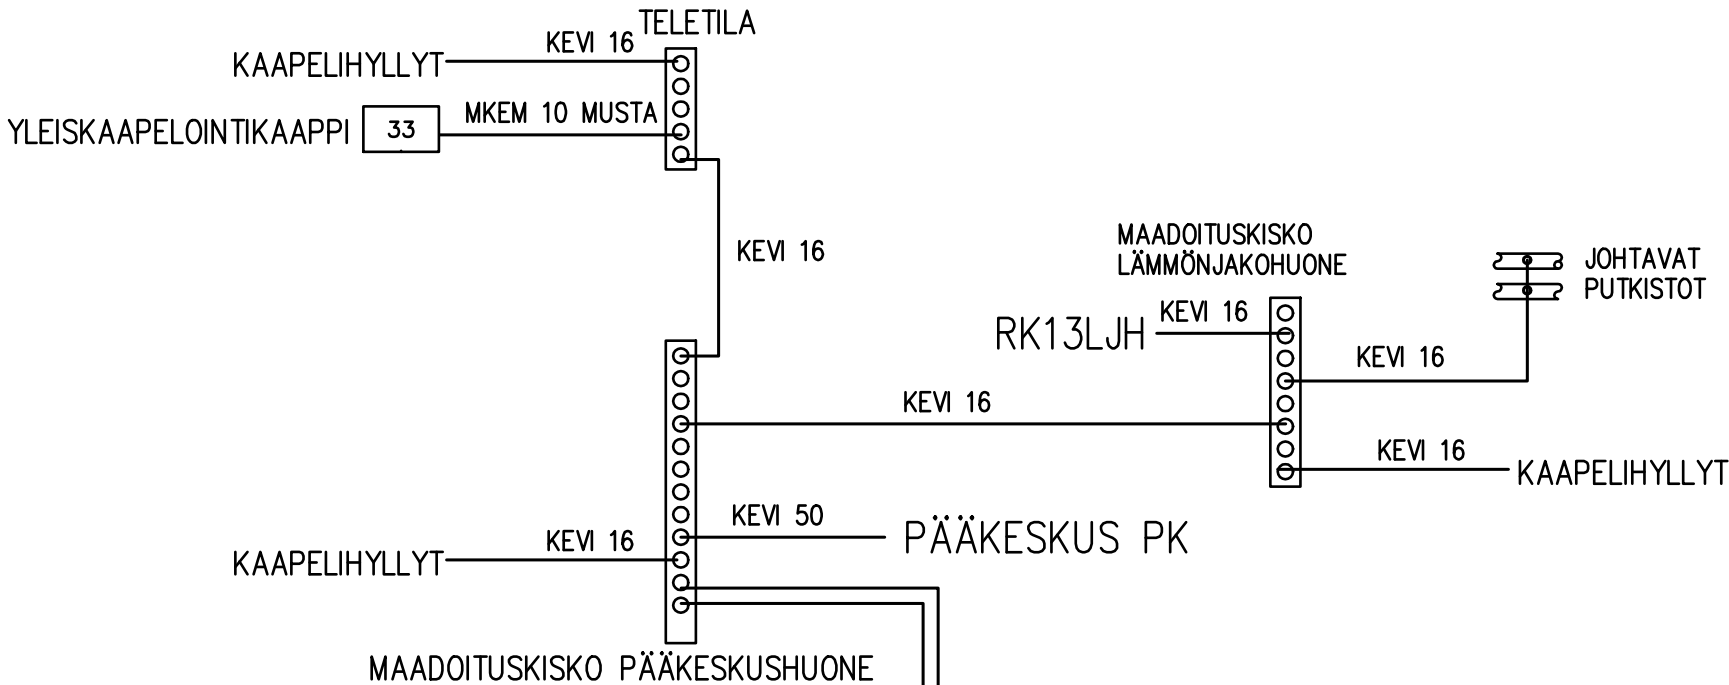 TELETILA
KEVI 16
KAAPELIHYLLYT
MKEM 10 MUSTA
YLEISKAAPELOINTIKAAPPI
33
KEVI 16
MAADOITUSKISKO
LÄMMÖNJAKOHUONE
JOHTAVAT
PUTKISTOT
KEVI 16
RK13LJH
KEVI 16
KEVI 16
KEVI 16
KAAPELIHYLLYT
KEVI 50
PÄÄKESKUS PK
KEVI 16
KAAPELIHYLLYT
MAADOITUSKISKO PÄÄKESKUSHUONE